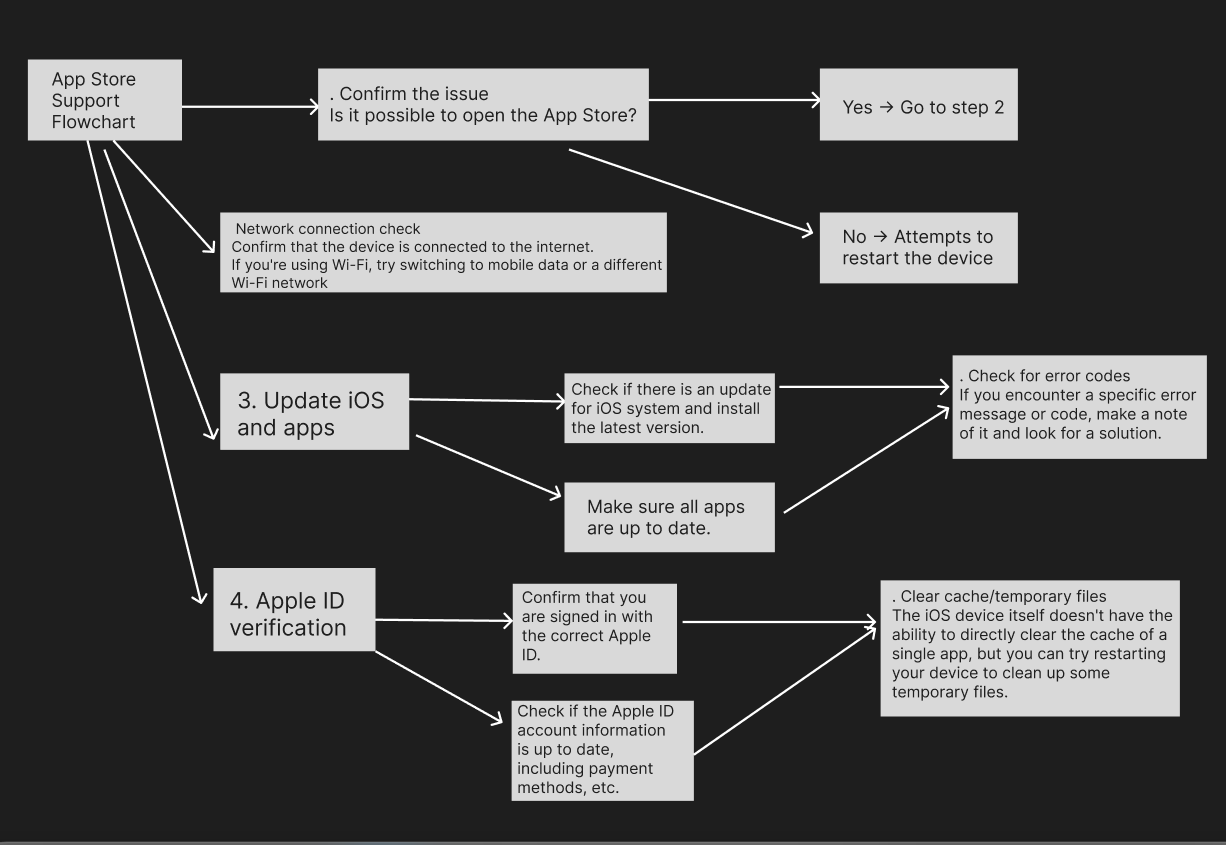 App Store
Support
Flowchart
. Confirm the issue
Is it possible to open the App Store?
Yes → Go to step 2
No → Attempts to
restart the device
Network connection check
Confirm that the device is connected to the internet.
If you're using Wi-Fi, try switching to mobile data or a different
Wi-Fi network
3. Update iOS
and apps
Check if there is an update
for iOS system and install
the latest version.
. Check for error codes
If you encounter a specific error
message or code, make a note
of it and look for a solution.
Make sure all apps
are up to date.
4. Apple ID
verification
Confirm that you
are signed in with
the correct Apple
ID.
. Clear cache/temporary files
The iOS device itself doesn't have the
ability to directly clear the cache of a
single app, but you can try restarting
your device to clean up some
temporary files.
Check if the Apple ID
account information
is up to date,
including payment
methods, etc.